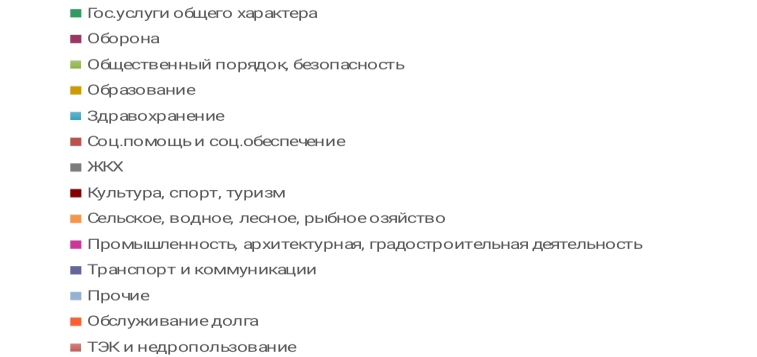 Гос.услуги общего характера
Оборона
Общественный порядок, безопасность
Образование
Здравохранение
Соц.помощь и соц.обеспечение
ЖКХ
Культура, спорт, туризм
Сельское, водное, лесное, рыбное озяйство
Промышленность, архитектурная, градостроительная деятельность
Транспорт и коммуникации
Прочие
Обслуживание долга
ТЭК и недропользование